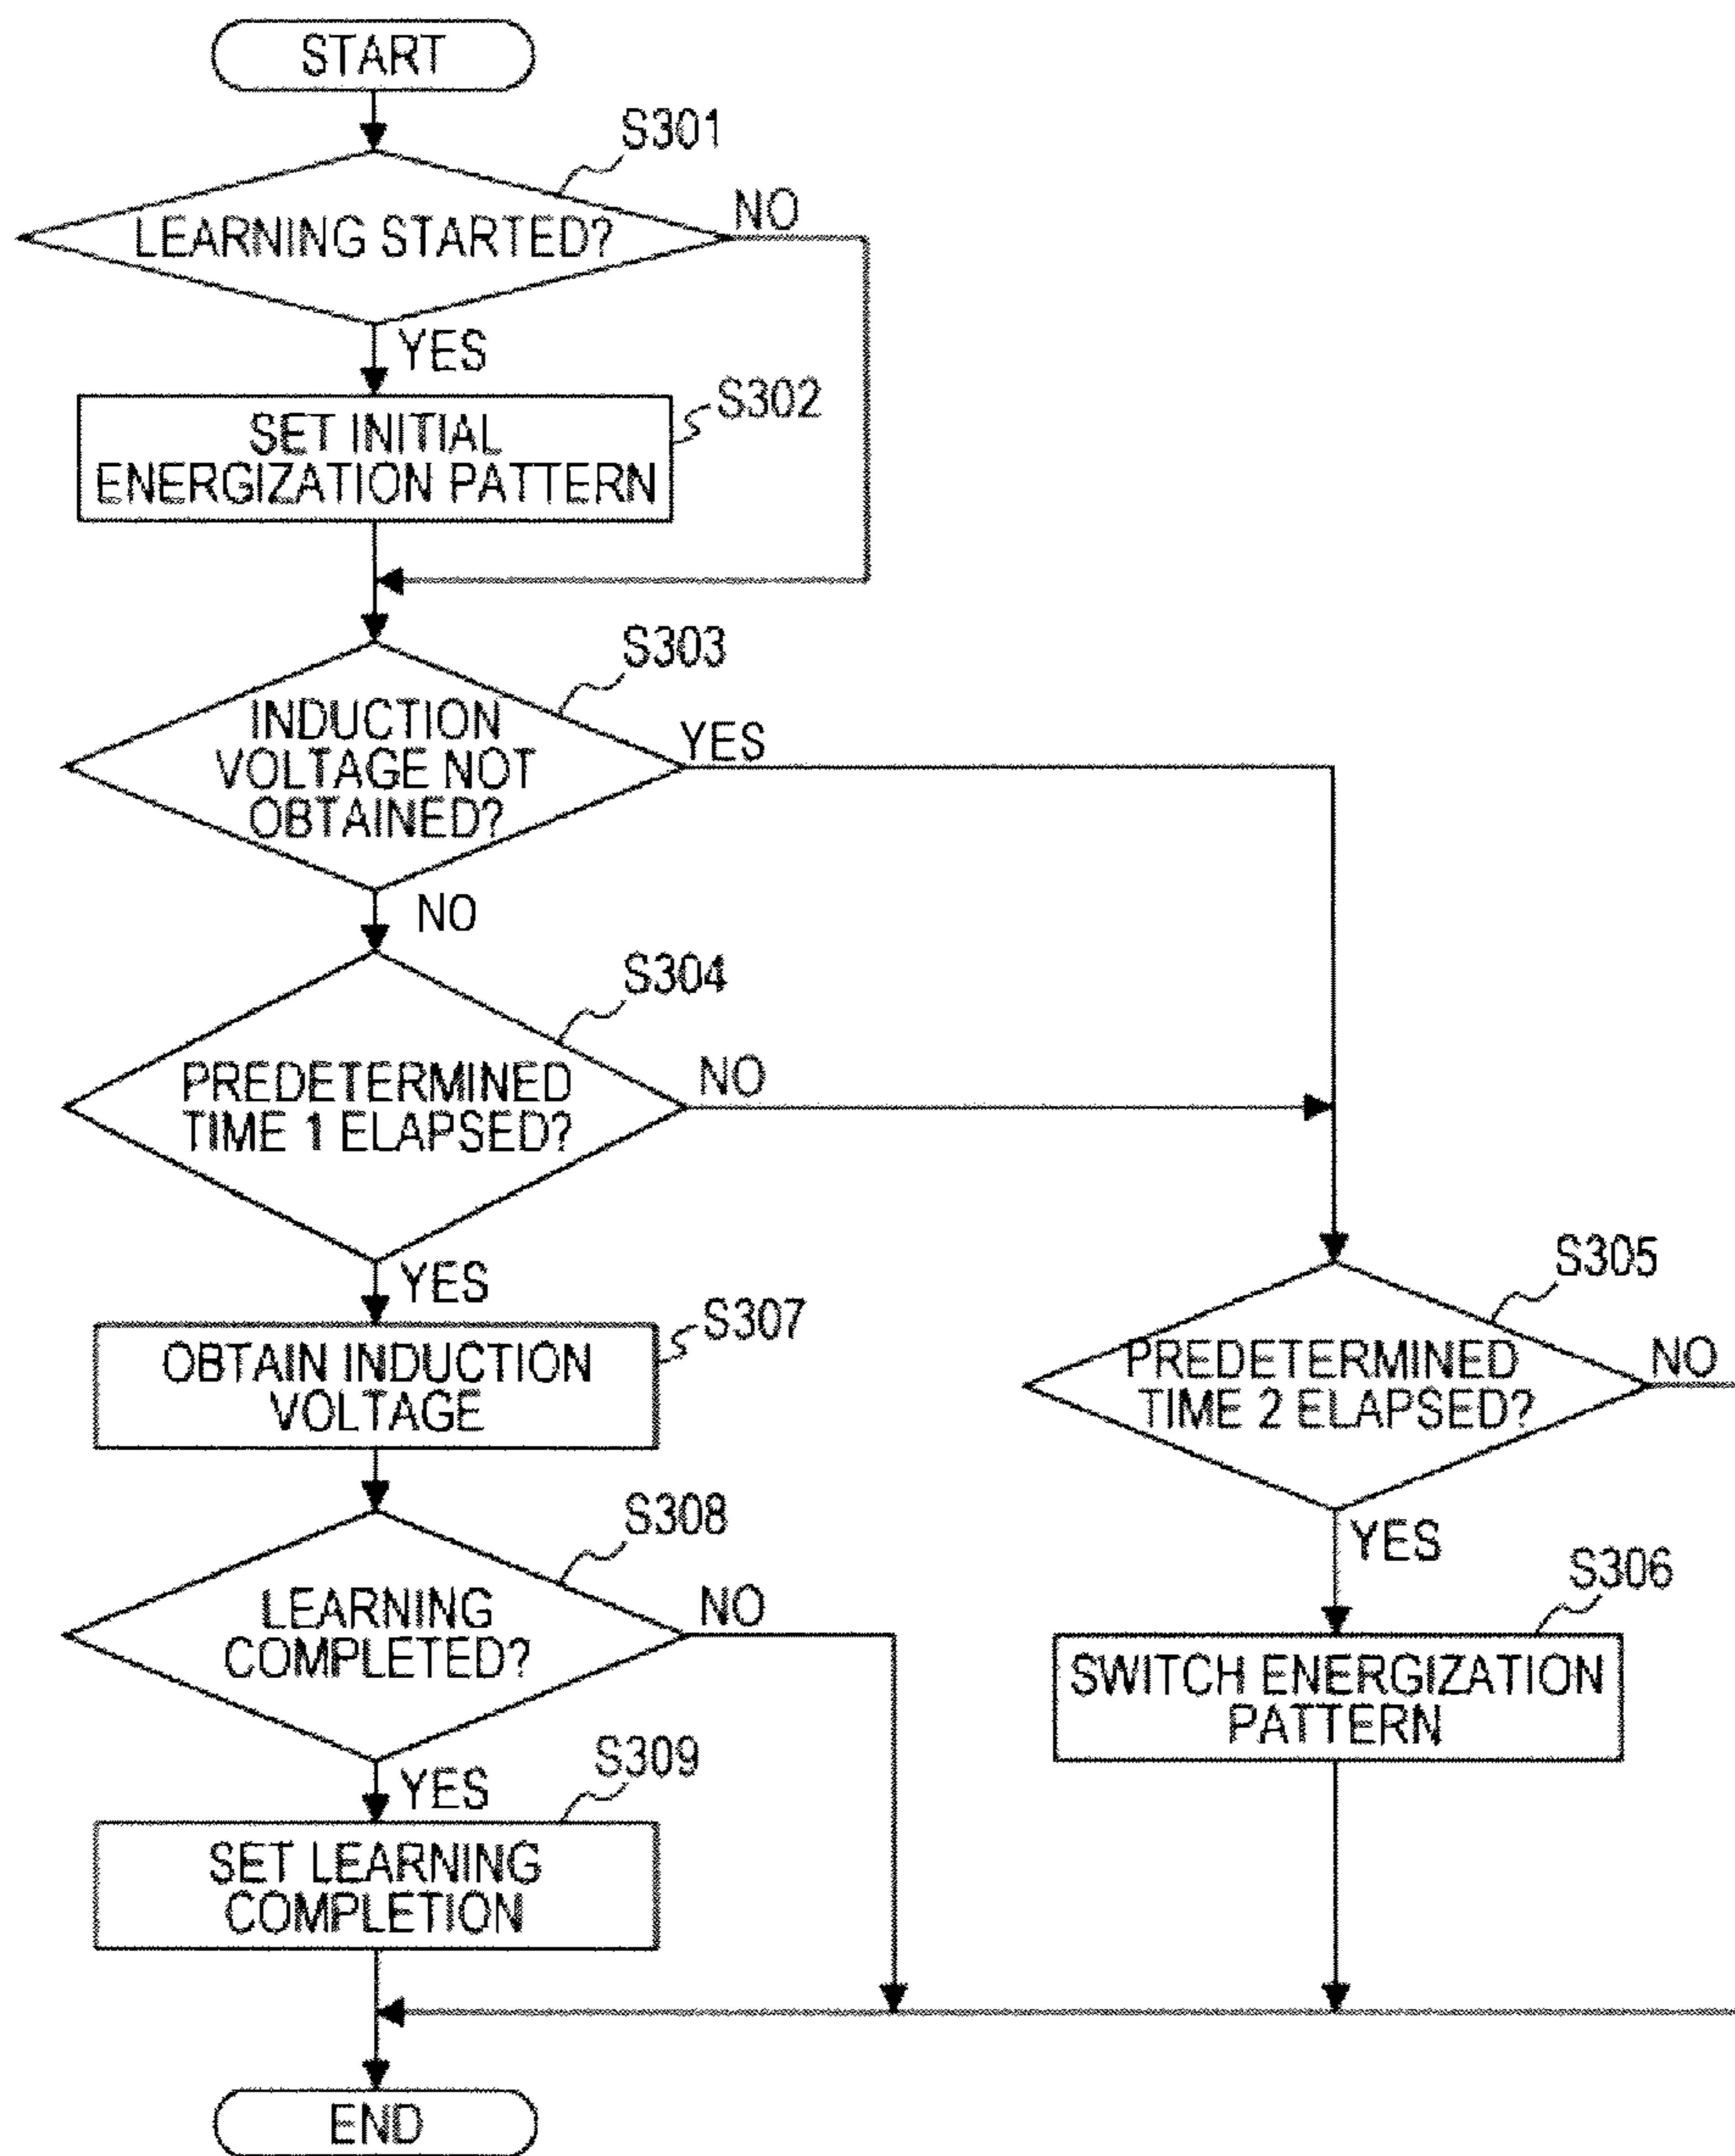 START
S301
LEARNING STARTED?
NO
YES
S302
SET INITIAL
ENERGIZATION PATTERN
S303
INDUCTION
VOLTAGE NOT
OBTAINED?
YES
NO
S304
PREDETERMINED
TIME 1 ELAPSED?
NO
YES
S305
PREDETERMINED
TIME 2 ELAPSED?
NO
YES
S306
SWITCH ENERGIZATION
PATTERN
S307
OBTAIN INDUCTION
VOLTAGE
S308
LEARNING
COMPLETED?
NO
YES
S309
SET LEARNING
COMPLETION
END